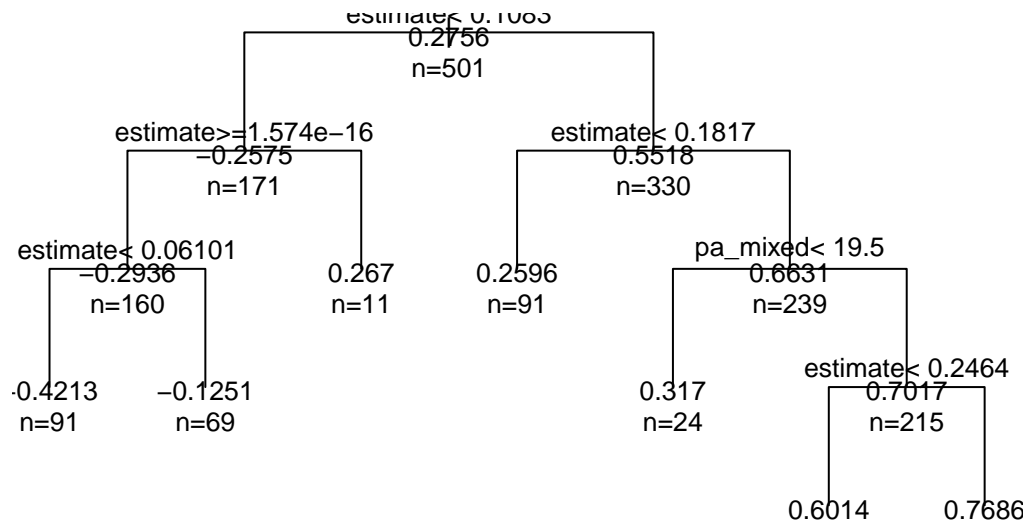 estimate< 0.1083
0.2756
n=501
estimate>=1.574e−16
−0.2575
n=171
estimate< 0.1817
0.5518
n=330
estimate< 0.06101
−0.2936
n=160
0.267
n=11
0.2596
n=91
pa_mixed< 19.5
0.6631
n=239
−0.4213
n=91
−0.1251
n=69
0.317
n=24
estimate< 0.2464
0.7017
n=215
0.6014
0.7686